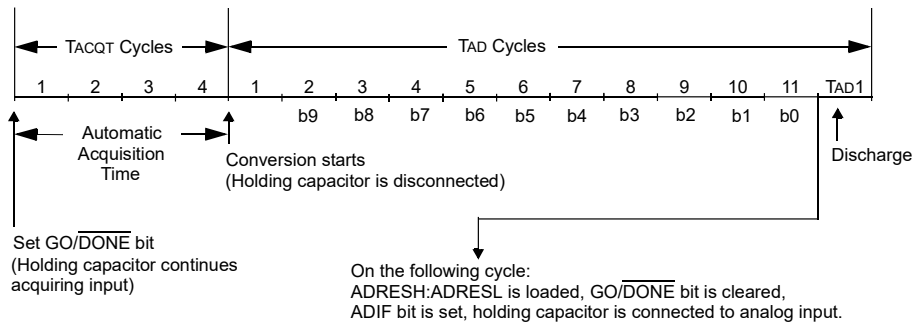 TACQT Cycles TAD Cycles
1 2 3 4 1 2 3 4 5 6 7 8 9 10 11 TAD1
b9 b8 b7 b6 b5 b4 b3 b2 b1 b0
Automatic
Acquisition
Time
Conversion starts
(Holding capacitor is disconnected)
Discharge
Set GO/DONE bit
(Holding capacitor continues
acquiring input)
On the following cycle:
ADRESH:ADRESL is loaded, GO/DONE bit is cleared,
ADIF bit is set, holding capacitor is connected to analog input.